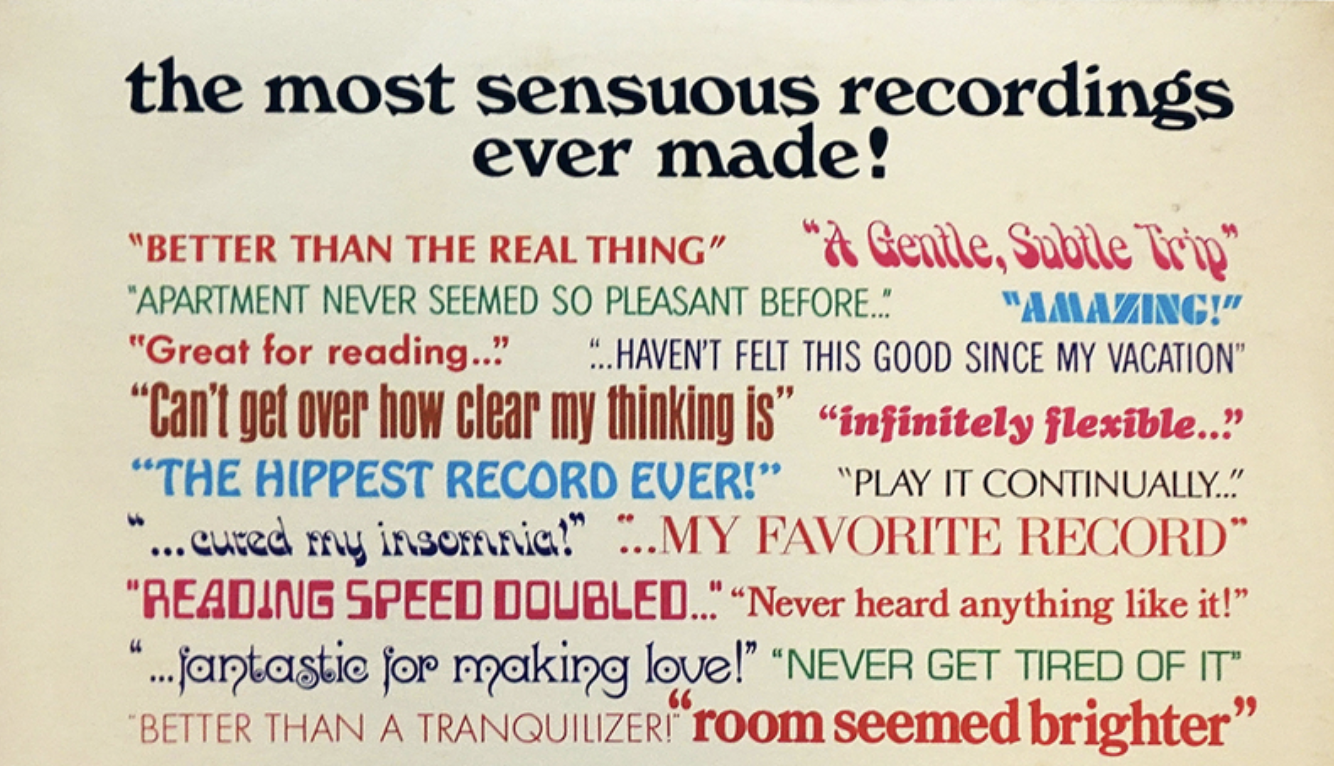 the most sensuous recordings
ever made!
"BETTER THAN THE REAL THING" "A Gentle, Subtle Trip"
"APARTMENT NEVER SEEMED SO PLEASANT BEFORE..." "AMAZING!"
"Great for reading..." "...HAVEN'T FELT THIS GOOD SINCE MY VACATION"
"Can't get over how clear my thinking is" "infinitely flexible..."
"THE HIPPEST RECORD EVER!" "PLAY IT CONTINUALLY..."
"...cured my insomnia!" "...MY FAVORITE RECORD"
"READING SPEED DOUBLED..." "Never heard anything like it!"
"...fantastic for making love!" "NEVER GET TIRED OF IT"
"BETTER THAN A TRANQUILIZER!" "room seemed brighter"